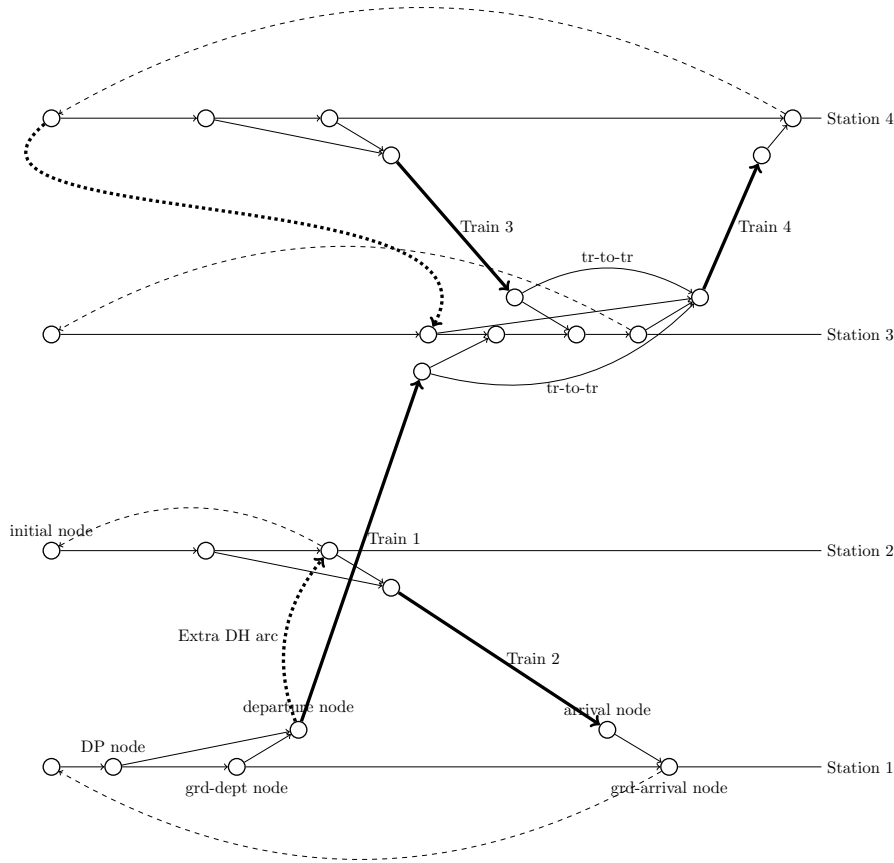 Station 4
Train 3
Train 4
tr-to-tr
Station 3
tr-to-tr
initial node
Train 1
Station 2
Extra DH arc
Train 2
departure node
arrival node
DP node
Station 1
grd-dept node
grd-arrival node